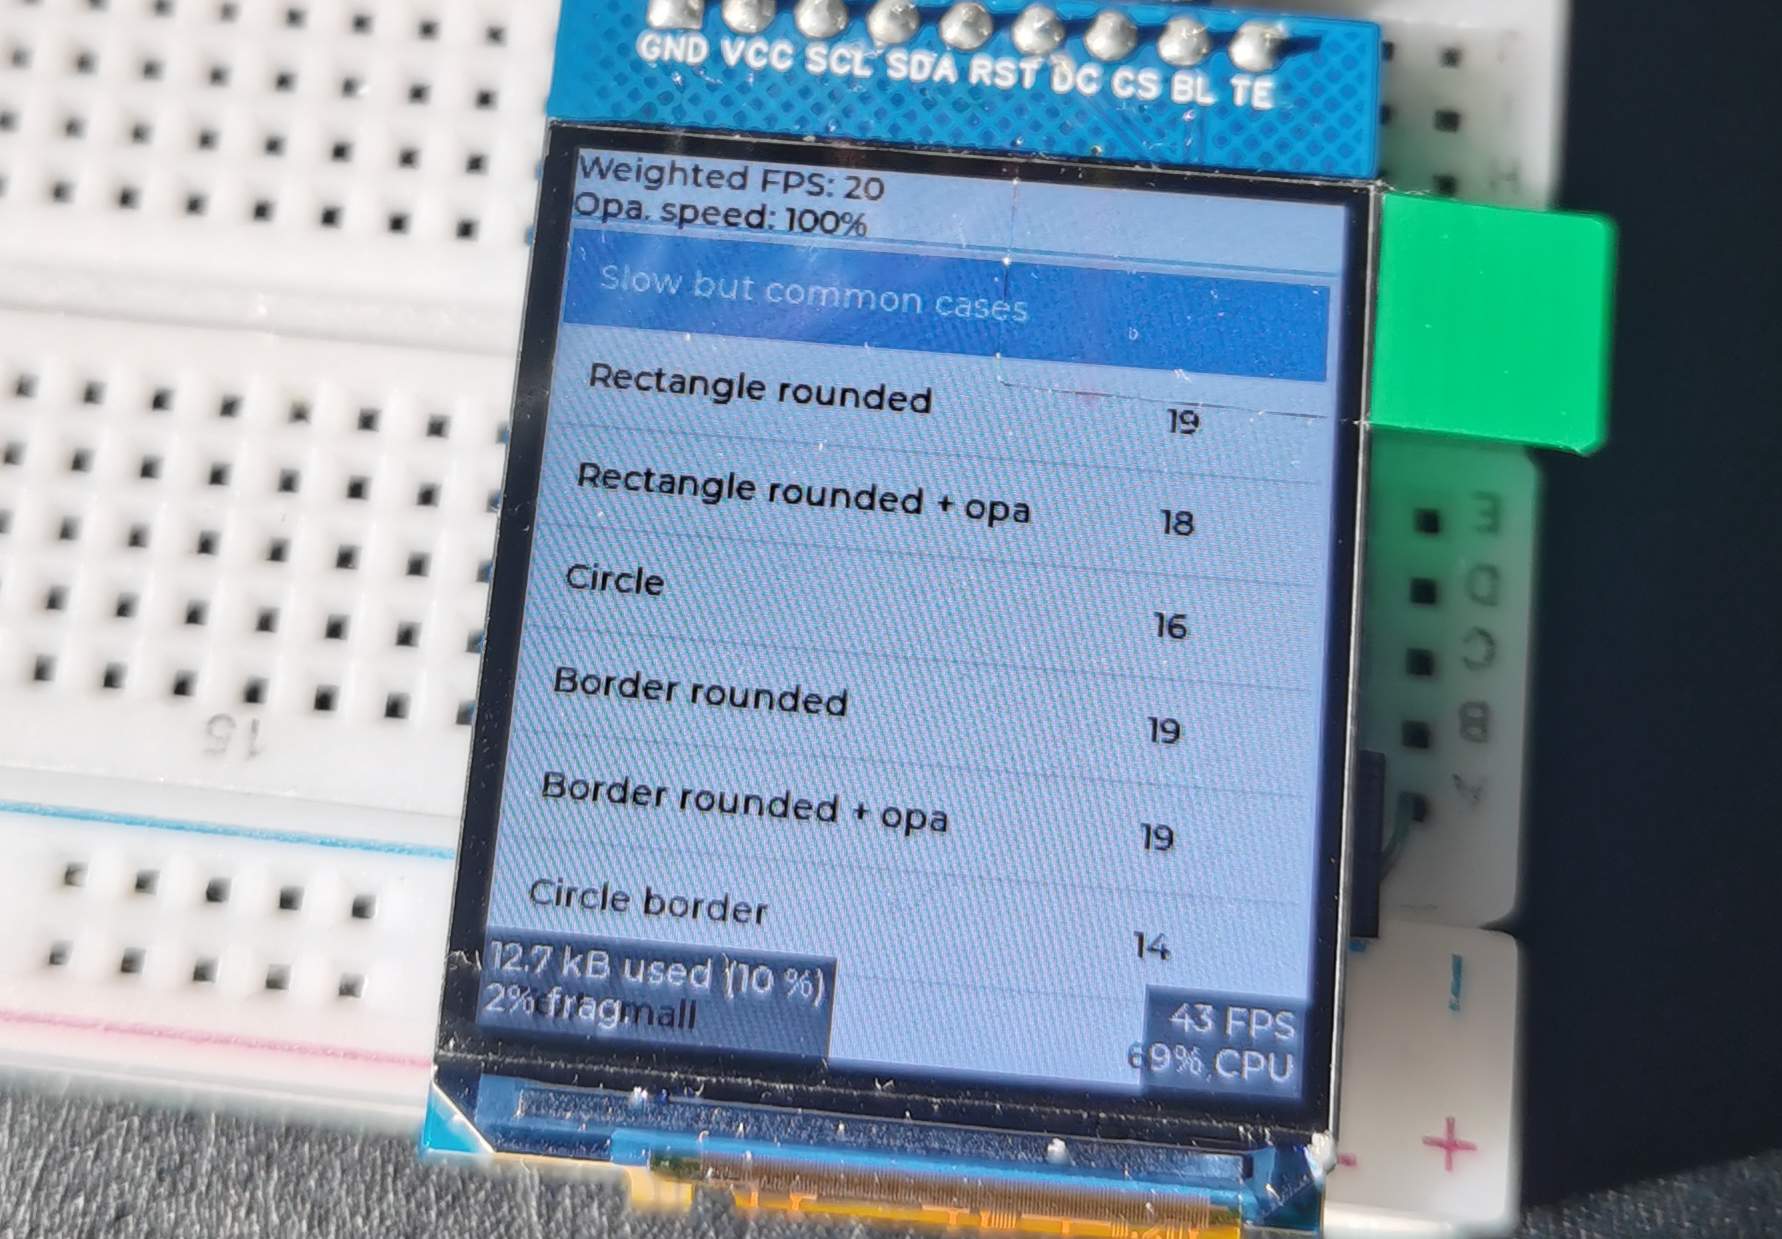 GND VCC SCL SDA RST DC CS BL TE
Weighted FPS: 20
Opa. speed: 100%
Slow but common cases
Rectangle rounded 19
Rectangle rounded + opa 18
Circle 16
Border rounded 19
Border rounded + opa 19
Circle border 14
12.7 kB used (10 %)
2% frag.
43 FPS
69% CPU
15
E
D
C
B
A
-
+